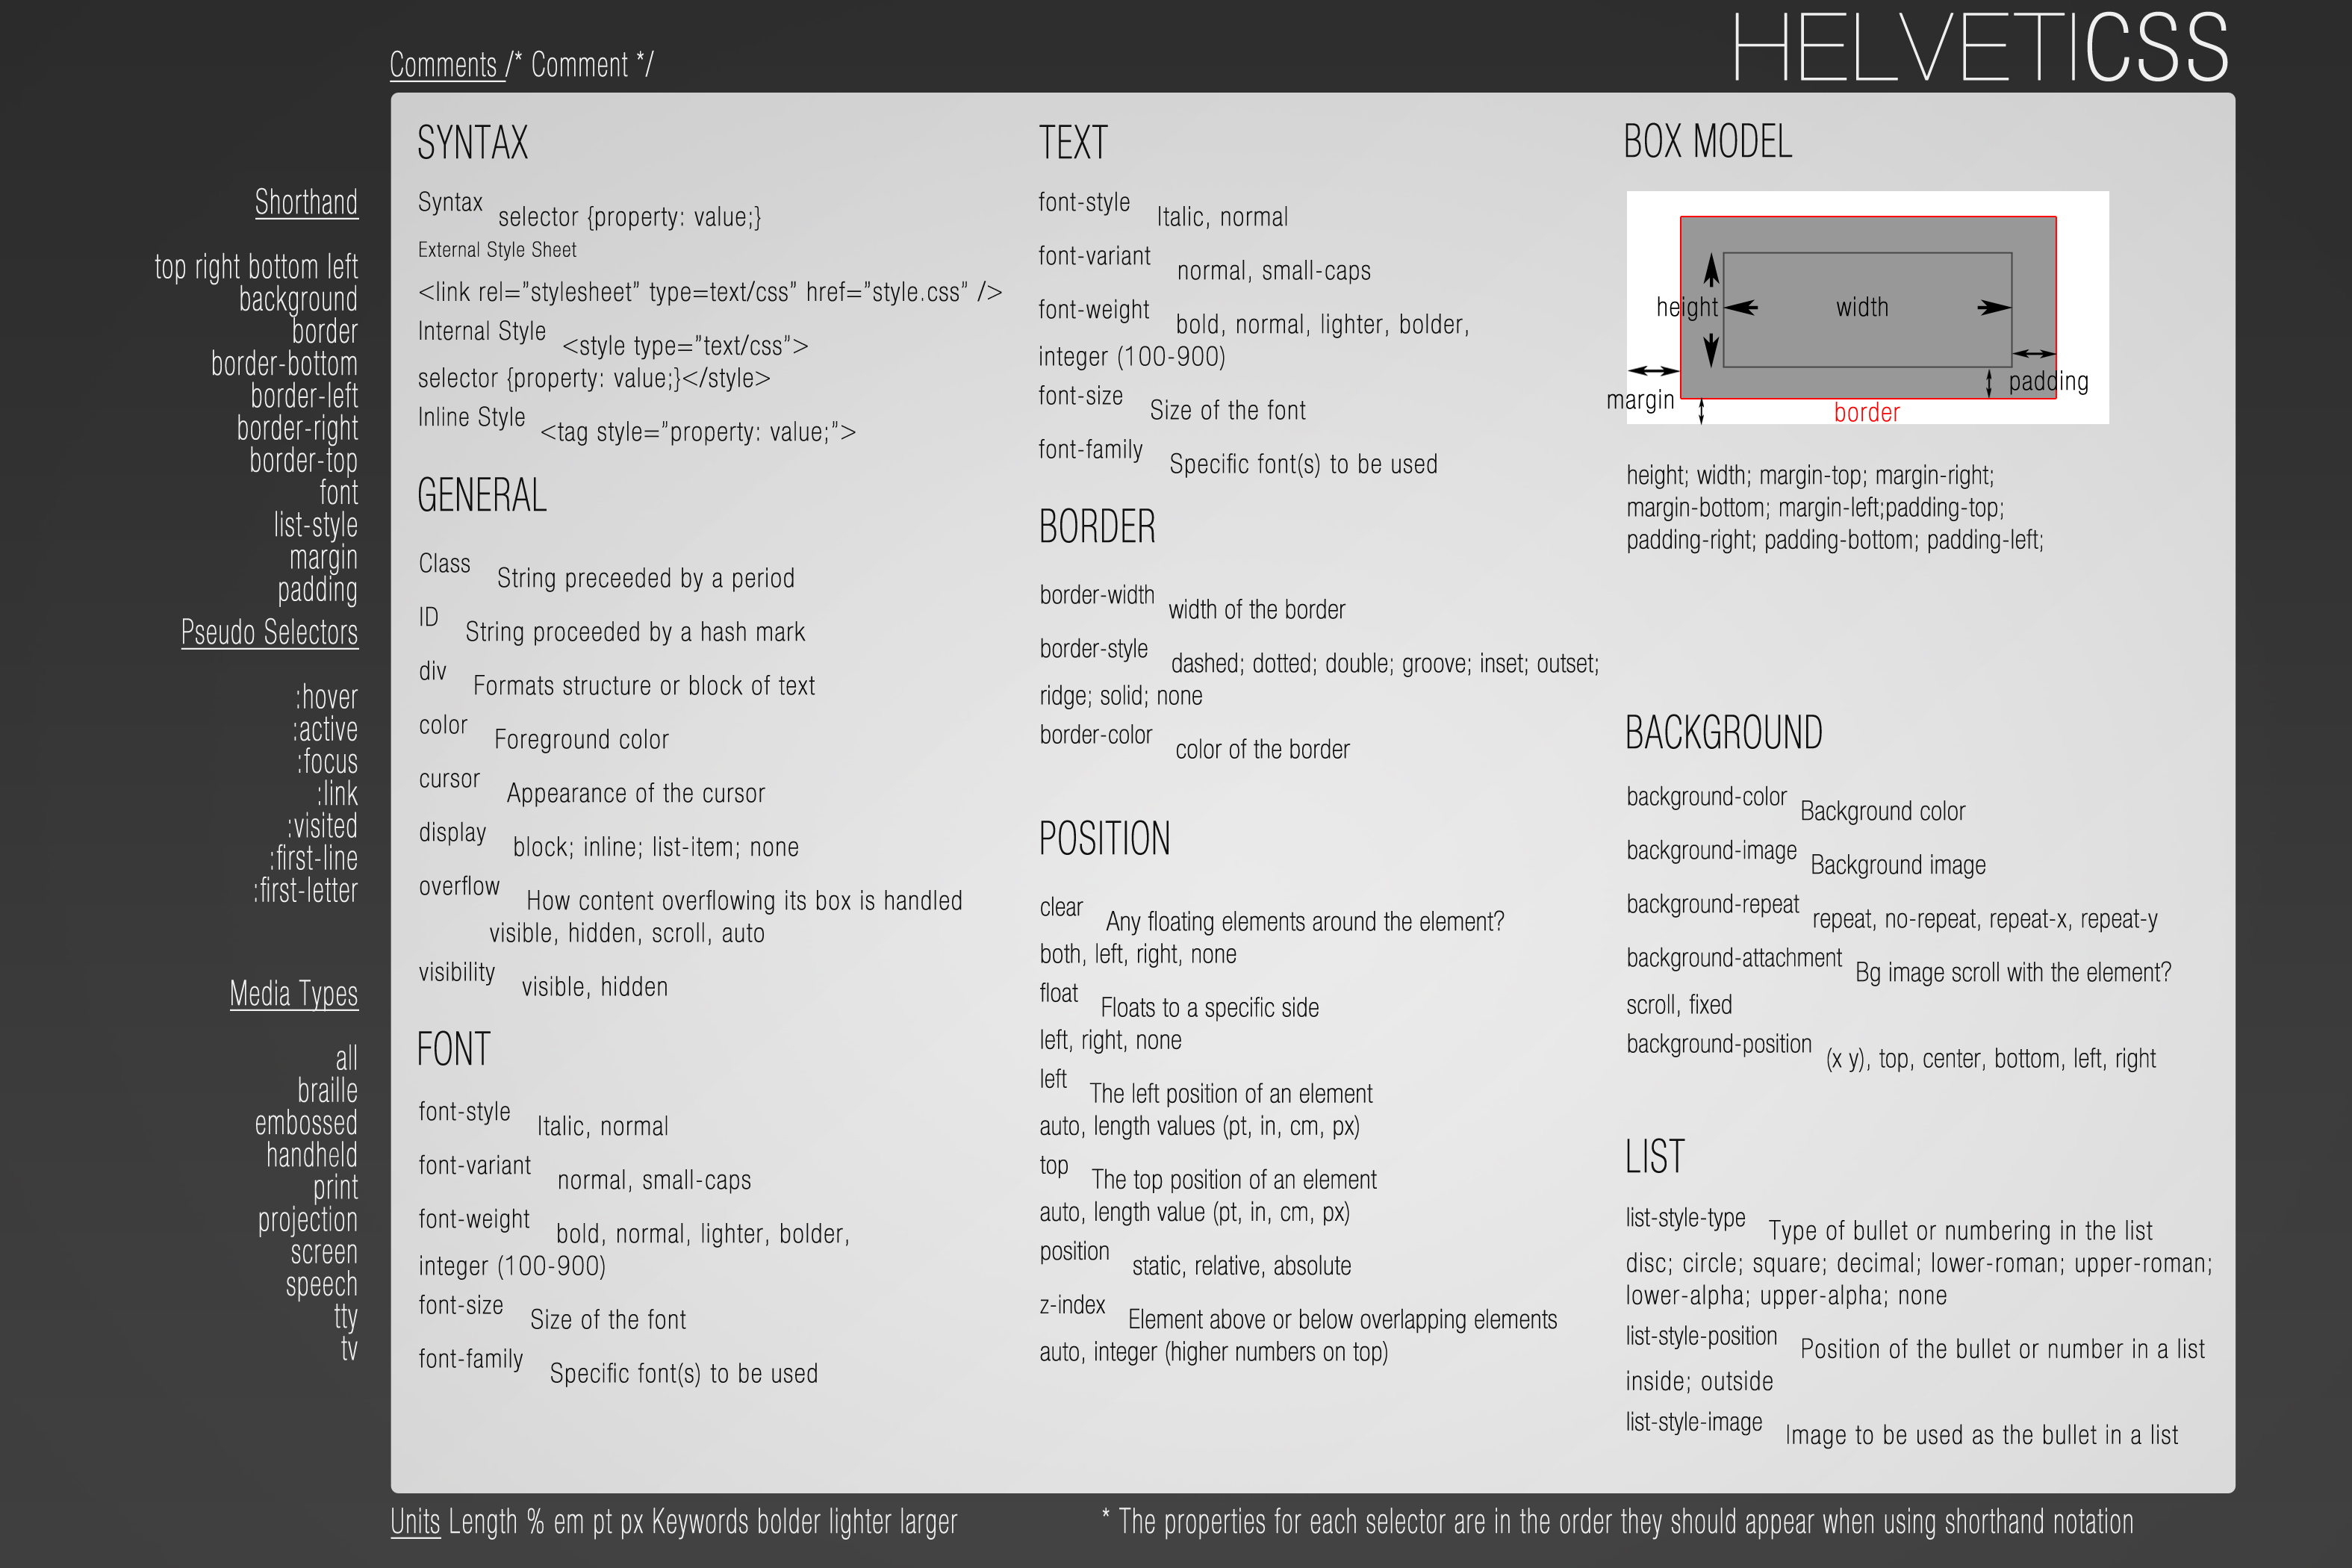 HELVETICSS
Comments /* Comment */
Shorthand
top right bottom left
background
border
border-bottom
border-left
border-right
border-top
font
list-style
margin
padding
Pseudo Selectors
:hover
:active
:focus
:link
:visited
:first-line
:first-letter
Media Types
all
braille
embossed
handheld
print
projection
screen
speech
tty
tv
SYNTAX
Syntax selector {property: value;}
External Style Sheet
<link rel="stylesheet" type=text/css" href="style.css" />
Internal Style <style type="text/css">
selector {property: value;}</style>
Inline Style <tag style="property: value;">
GENERAL
Class String preceeded by a period
ID String proceeded by a hash mark
div Formats structure or block of text
color Foreground color
cursor Appearance of the cursor
display block; inline; list-item; none
overflow How content overflowing its box is handled
visible, hidden, scroll, auto
visibility visible, hidden
FONT
font-style Italic, normal
font-variant normal, small-caps
font-weight bold, normal, lighter, bolder,
integer (100-900)
font-size Size of the font
font-family Specific font(s) to be used
TEXT
font-style Italic, normal
font-variant normal, small-caps
font-weight bold, normal, lighter, bolder,
integer (100-900)
font-size Size of the font
font-family Specific font(s) to be used
BORDER
border-width width of the border
border-style dashed; dotted; double; groove; inset; outset;
ridge; solid; none
border-color color of the border
POSITION
clear Any floating elements around the element?
both, left, right, none
float Floats to a specific side
left, right, none
left The left position of an element
auto, length values (pt, in, cm, px)
top The top position of an element
auto, length value (pt, in, cm, px)
position static, relative, absolute
z-index Element above or below overlapping elements
auto, integer (higher numbers on top)
BOX MODEL
height width
padding
margin
border
height; width; margin-top; margin-right;
margin-bottom; margin-left;padding-top;
padding-right; padding-bottom; padding-left;
BACKGROUND
background-color Background color
background-image Background image
background-repeat repeat, no-repeat, repeat-x, repeat-y
background-attachment Bg image scroll with the element?
scroll, fixed
background-position (x y), top, center, bottom, left, right
LIST
list-style-type Type of bullet or numbering in the list
disc; circle; square; decimal; lower-roman; upper-roman;
lower-alpha; upper-alpha; none
list-style-position Position of the bullet or number in a list
inside; outside
list-style-image Image to be used as the bullet in a list
Units Length % em pt px Keywords bolder lighter larger
* The properties for each selector are in the order they should appear when using shorthand notation